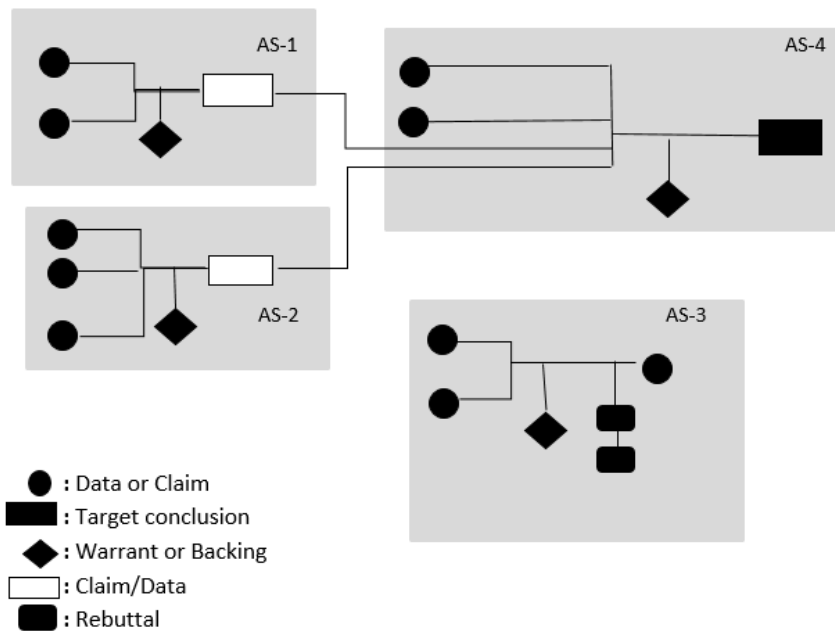 AS-1
AS-4
AS-2
AS-3
: Data or Claim
: Target conclusion
: Warrant or Backing
: Claim/Data
: Rebuttal